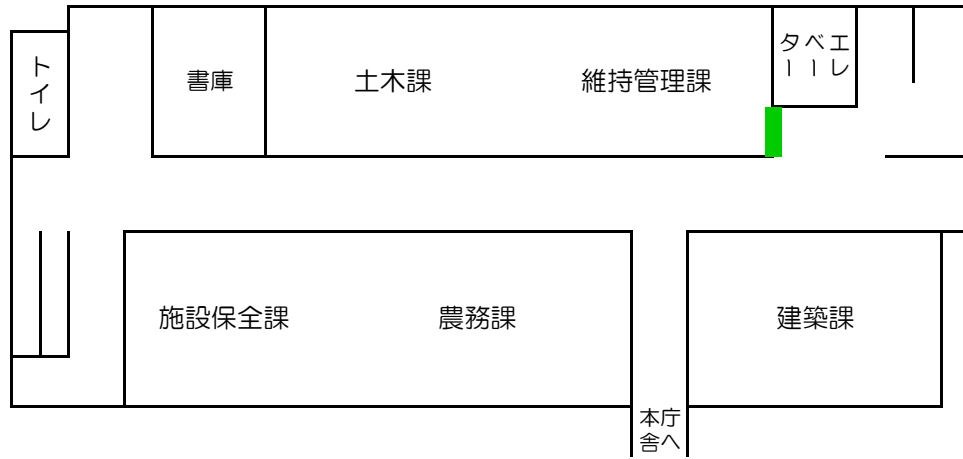 トイレ
書庫
土木課
維持管理課
エレ
ベー
ター
施設保全課
農務課
建築課
本庁
舎へ